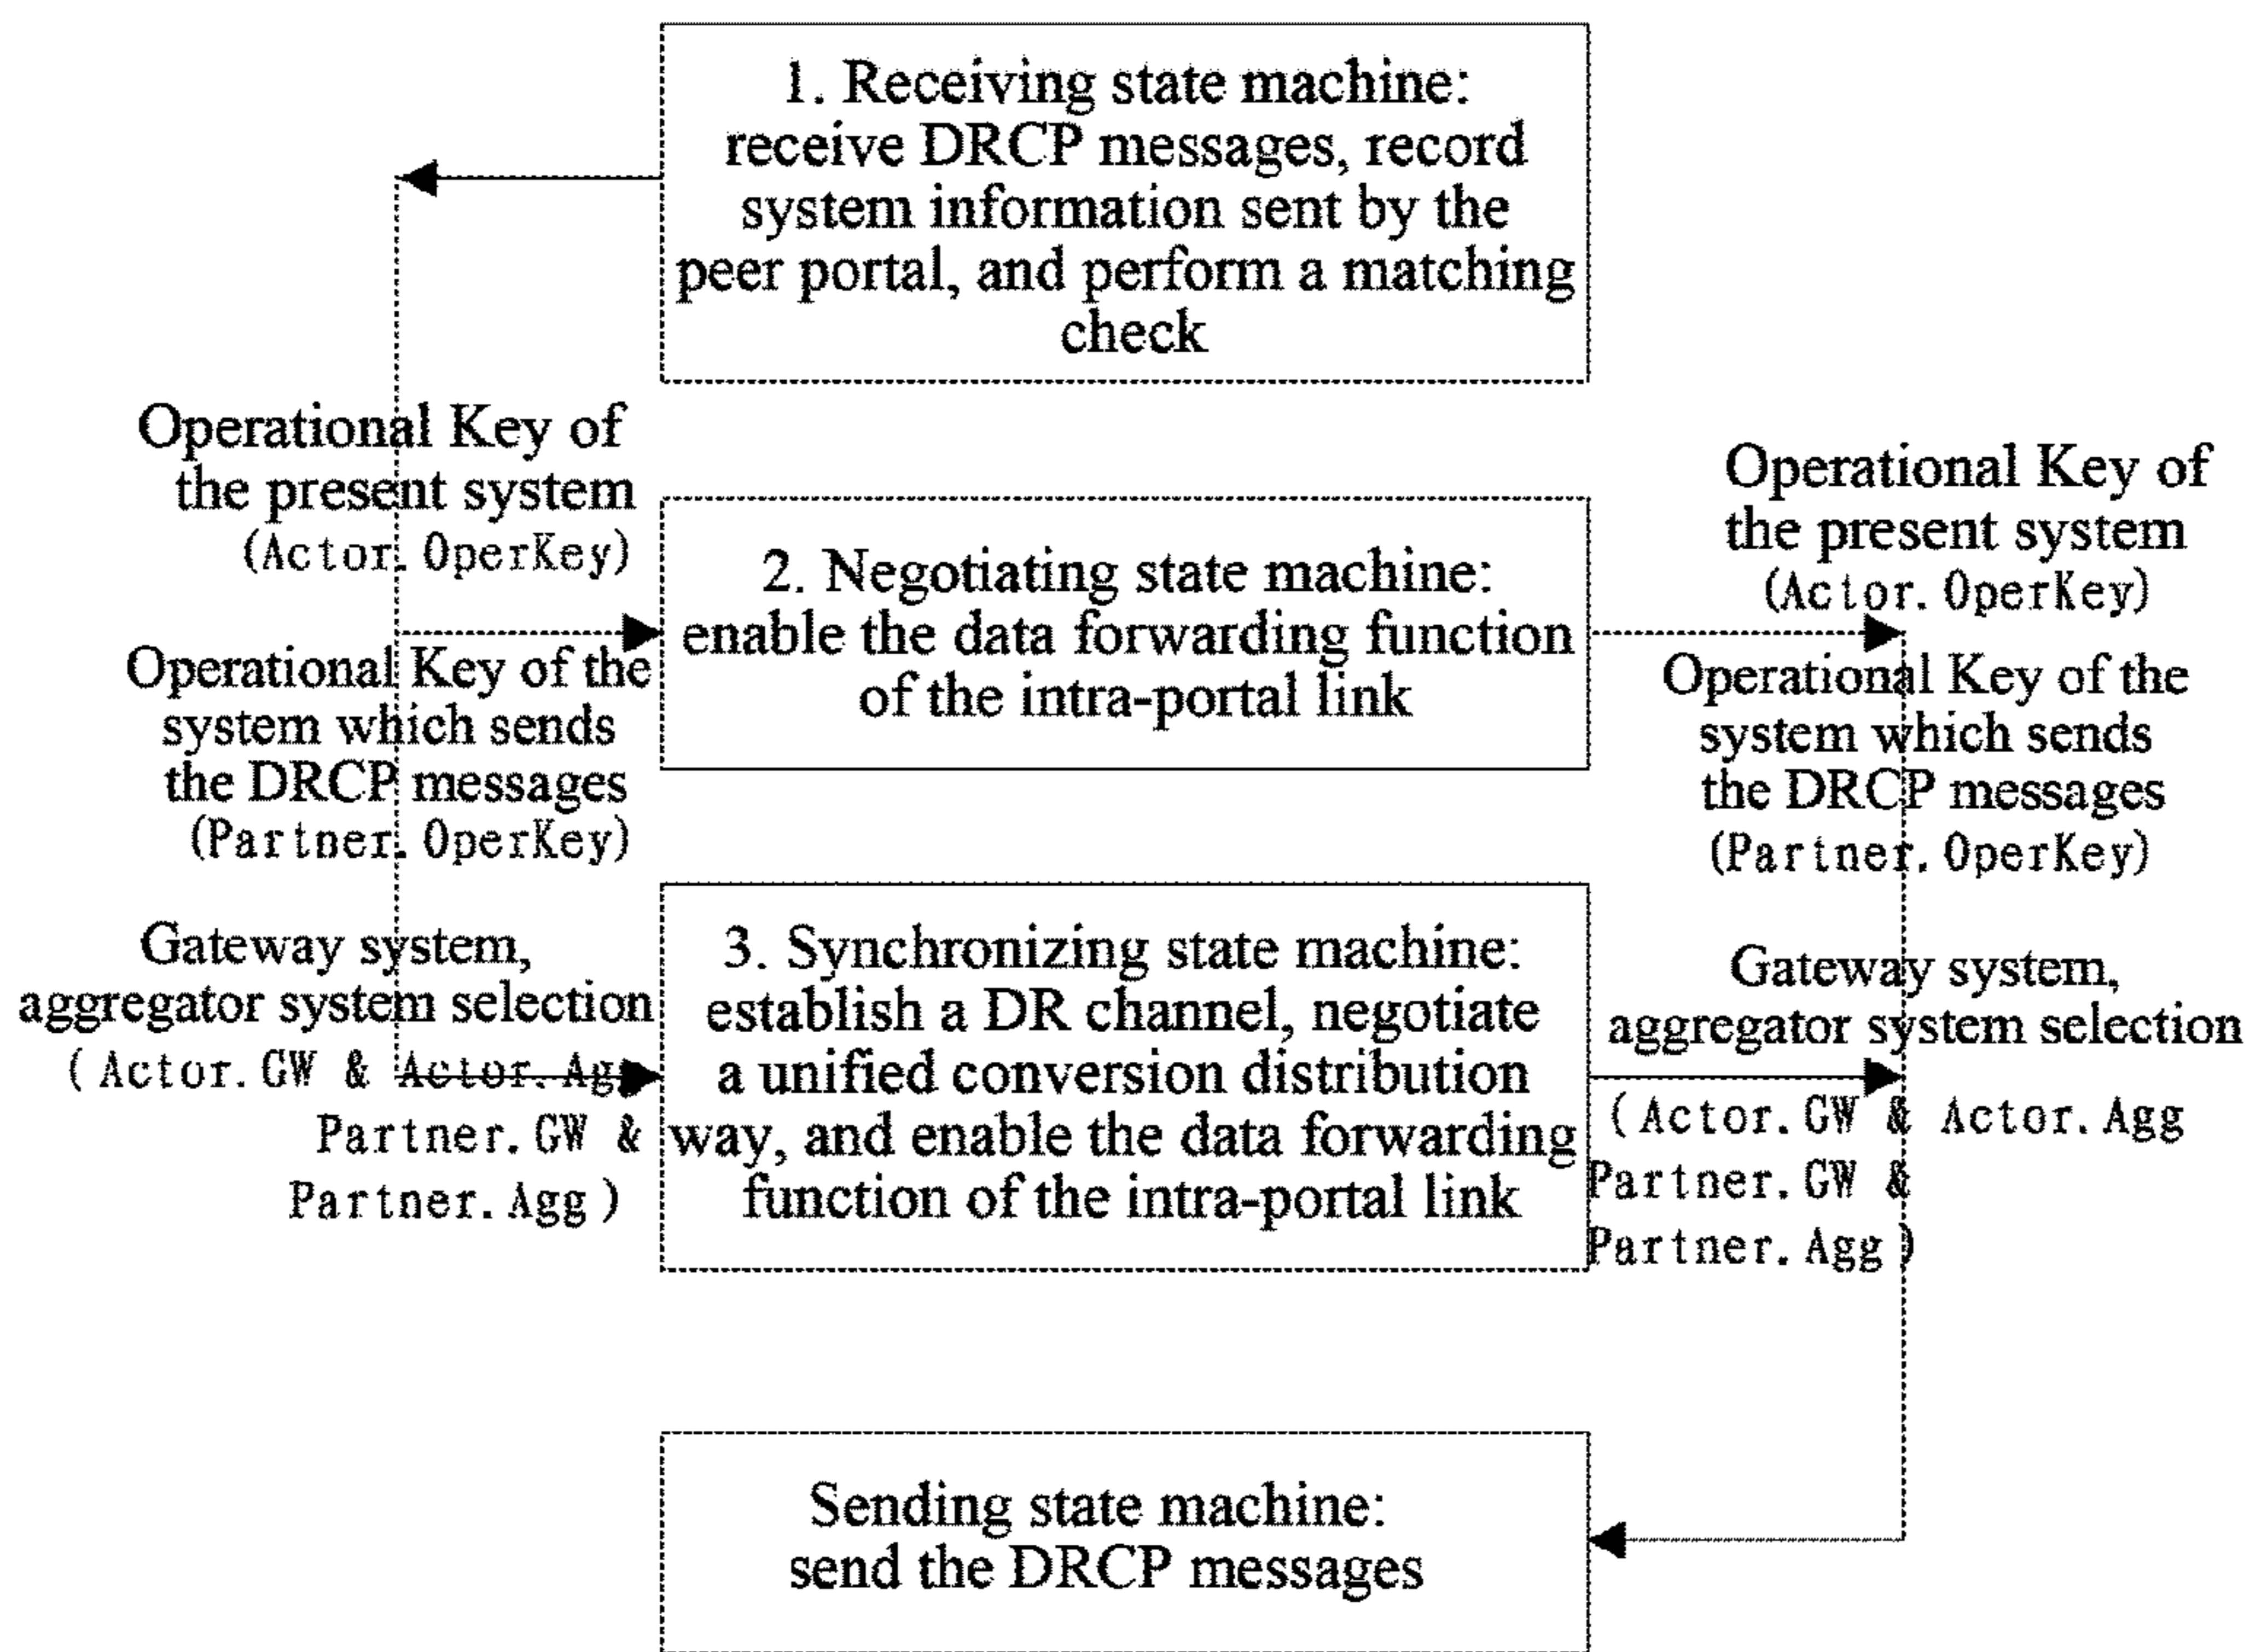 1. Receiving state machine:
receive DRCP messages, record
system information sent by the
peer portal, and perform a matching
check
Operational Key of
the present system
(Actor. OperKey)
Operational Key of the
system which sends
the DRCP messages
(Partner. OperKey)
Gateway system,
aggregator system selection
( Actor. GW & Actor. Agg
Partner. GW &
Partner. Agg )
2. Negotiating state machine:
enable the data forwarding function
of the intra-portal link
3. Synchronizing state machine:
establish a DR channel, negotiate
a unified conversion distribution
way, and enable the data forwarding
function of the intra-portal link
Operational Key of
the present system
(Actor. OperKey)
Operational Key of the
system which sends
the DRCP messages
(Partner. OperKey)
Gateway system,
aggregator system selection
( Actor. GW & Actor. Agg
Partner. GW &
Partner. Agg )
Sending state machine:
send the DRCP messages